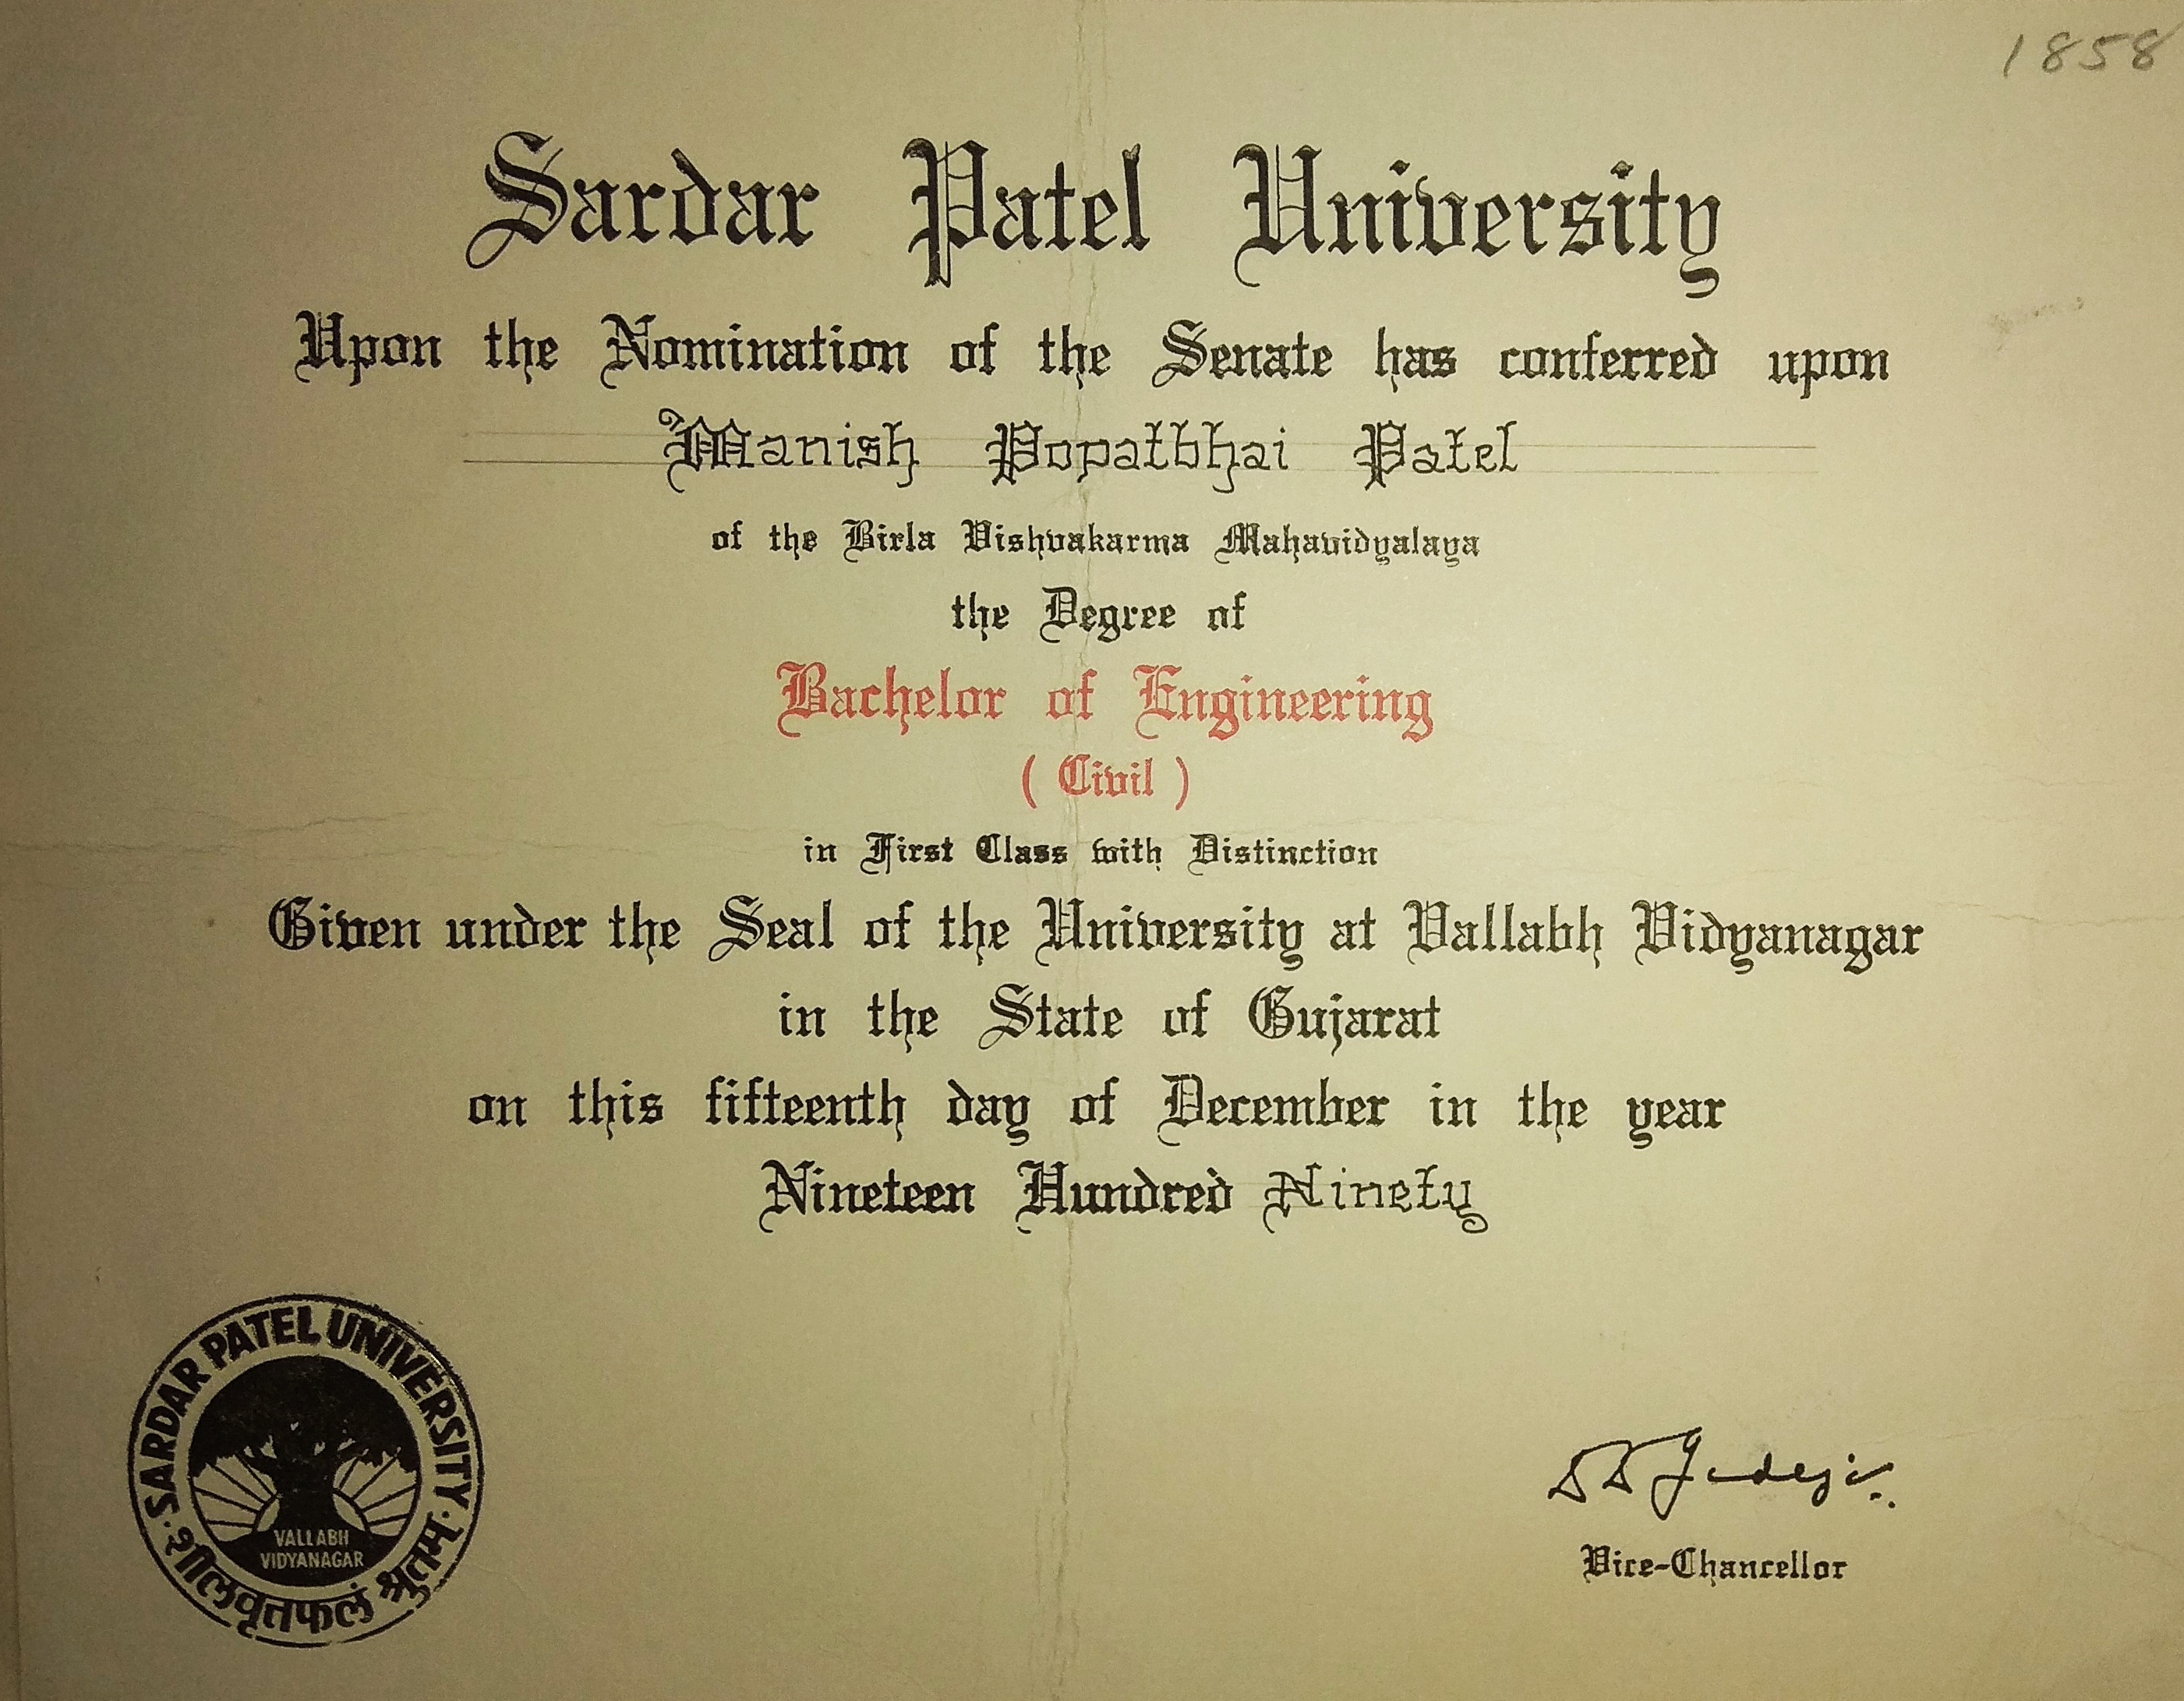 1858
Sardar Patel University
Upon the Nomination of the Senate has conferred upon
Manish Popatbhai Patel
of the Birla Vishvakarma Mahavidyalaya
the Degree of
Bachelor of Engineering
( Civil )
in First Class with Distinction
Given under the Seal of the University at Vallabh Vidyanagar
in the State of Gujarat
on this fifteenth day of December in the year
Nineteen Hundred Ninety
SARDAR PATEL UNIVERSITY
VALLABH
VIDYANAGAR
शीलवृतफलं श्रुतम
Vice-Chancellor